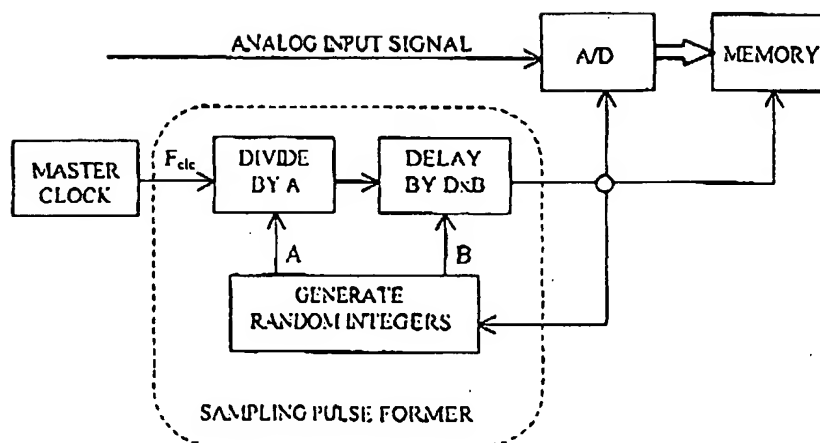 ANALOG INPUT SIGNAL
A/D
MEMORY
MASTER
CLOCK
Fclc
DIVIDE
BY A
DELAY
BY DxB
A
B
GENERATE
RANDOM INTEGERS
SAMPLING PULSE FORMER